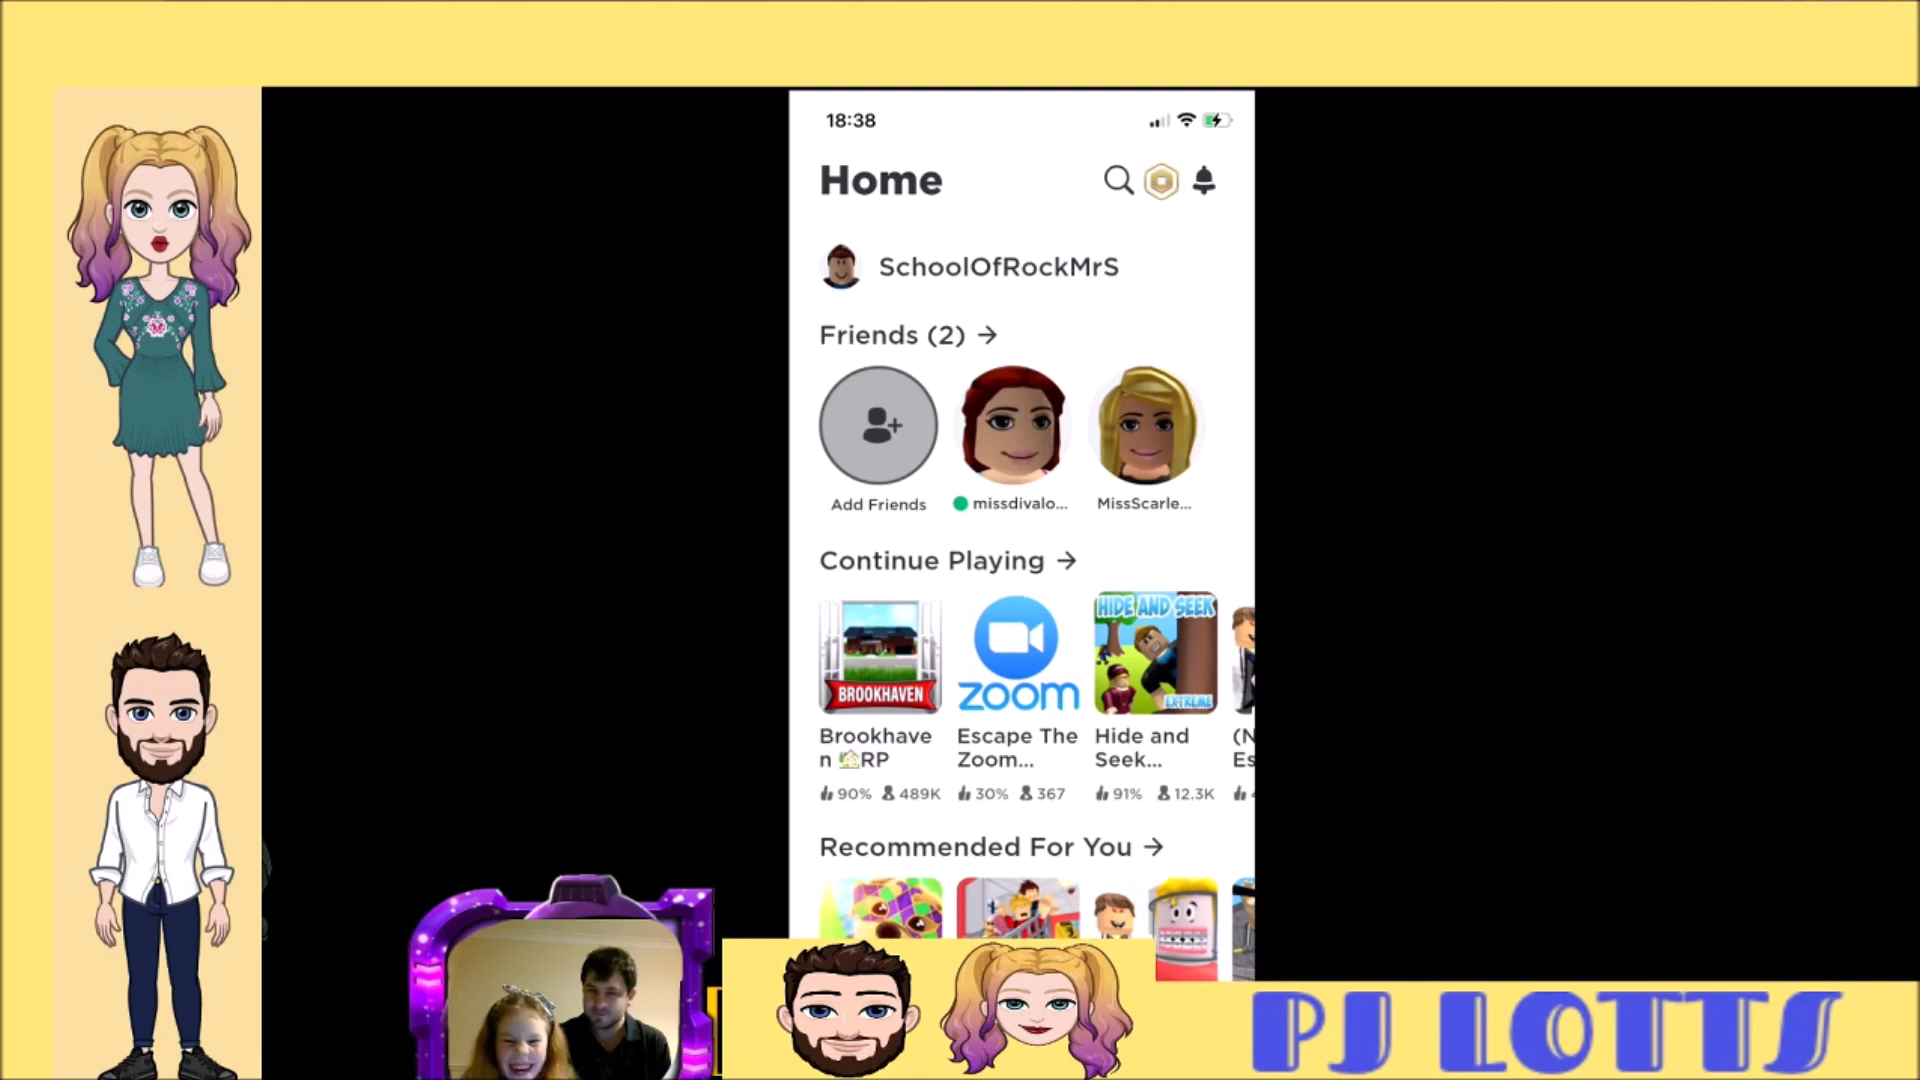 18:38
Home
SchoolOfRockMrS
Friends (2) →
Add Friends
missdivalo...
MissScarle...
Continue Playing →
HIDE AND SEEK
EXTREME
BROOKHAVEN
zoom
Brookhave
n 🏡RP
Escape The
Zoom...
Hide and
Seek...
(N
Es
90% 489K
30% 367
91% 12.3K
Recommended For You →
PJ LOTTS